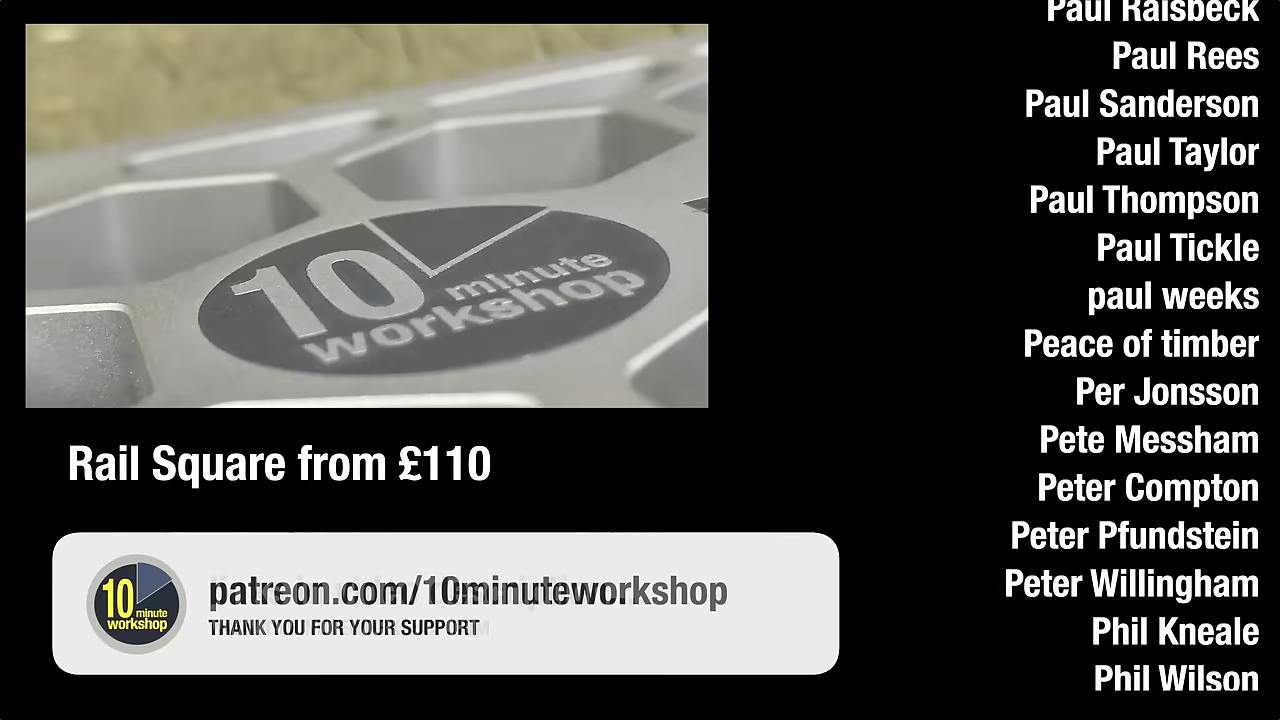 10 minute
workshop
Rail Square from £110
10 minute
workshop
patreon.com/10minuteworkshop
THANK YOU FOR YOUR SUPPORT
Paul Raisbeck
Paul Rees
Paul Sanderson
Paul Taylor
Paul Thompson
Paul Tickle
paul weeks
Peace of timber
Per Jonsson
Pete Messham
Peter Compton
Peter Pfundstein
Peter Willingham
Phil Kneale
Phil Wilson